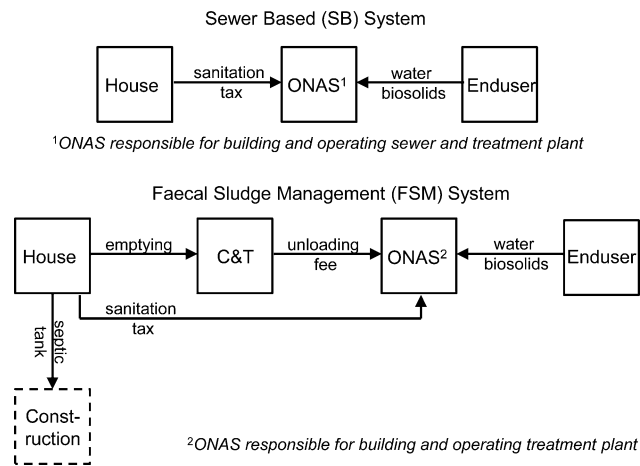 Sewer Based (SB) System
House
sanitation
tax
ONAS¹
water
biosolids
Enduser
¹ONAS responsible for building and operating sewer and treatment plant
Faecal Sludge Management (FSM) System
House
emptying
C&T
unloading
fee
ONAS²
water
biosolids
Enduser
sanitation
tax
septic
tank
Const-
ruction
²ONAS responsible for building and operating treatment plant